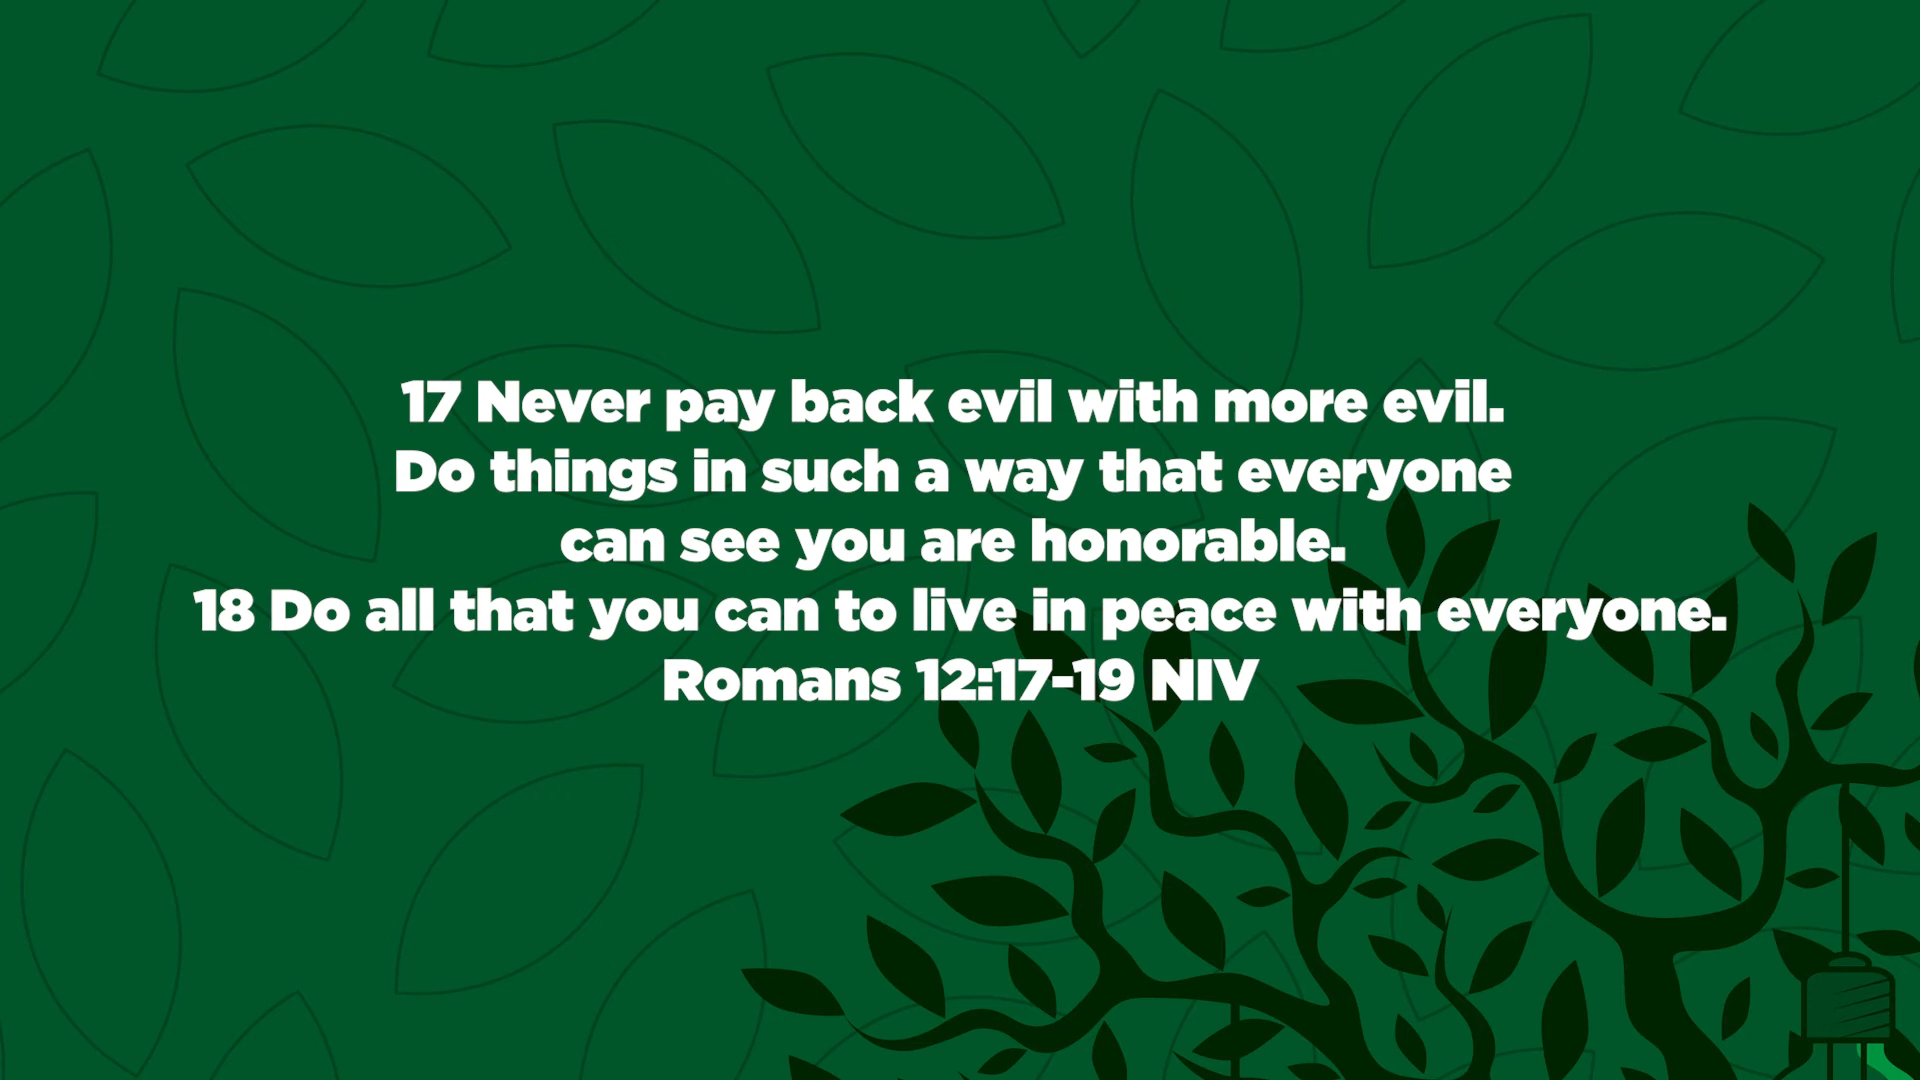 17 Never pay back evil with more evil.
Do things in such a way that everyone
can see you are honorable.
18 Do all that you can to live in peace with everyone.
Romans 12:17-19 NIV